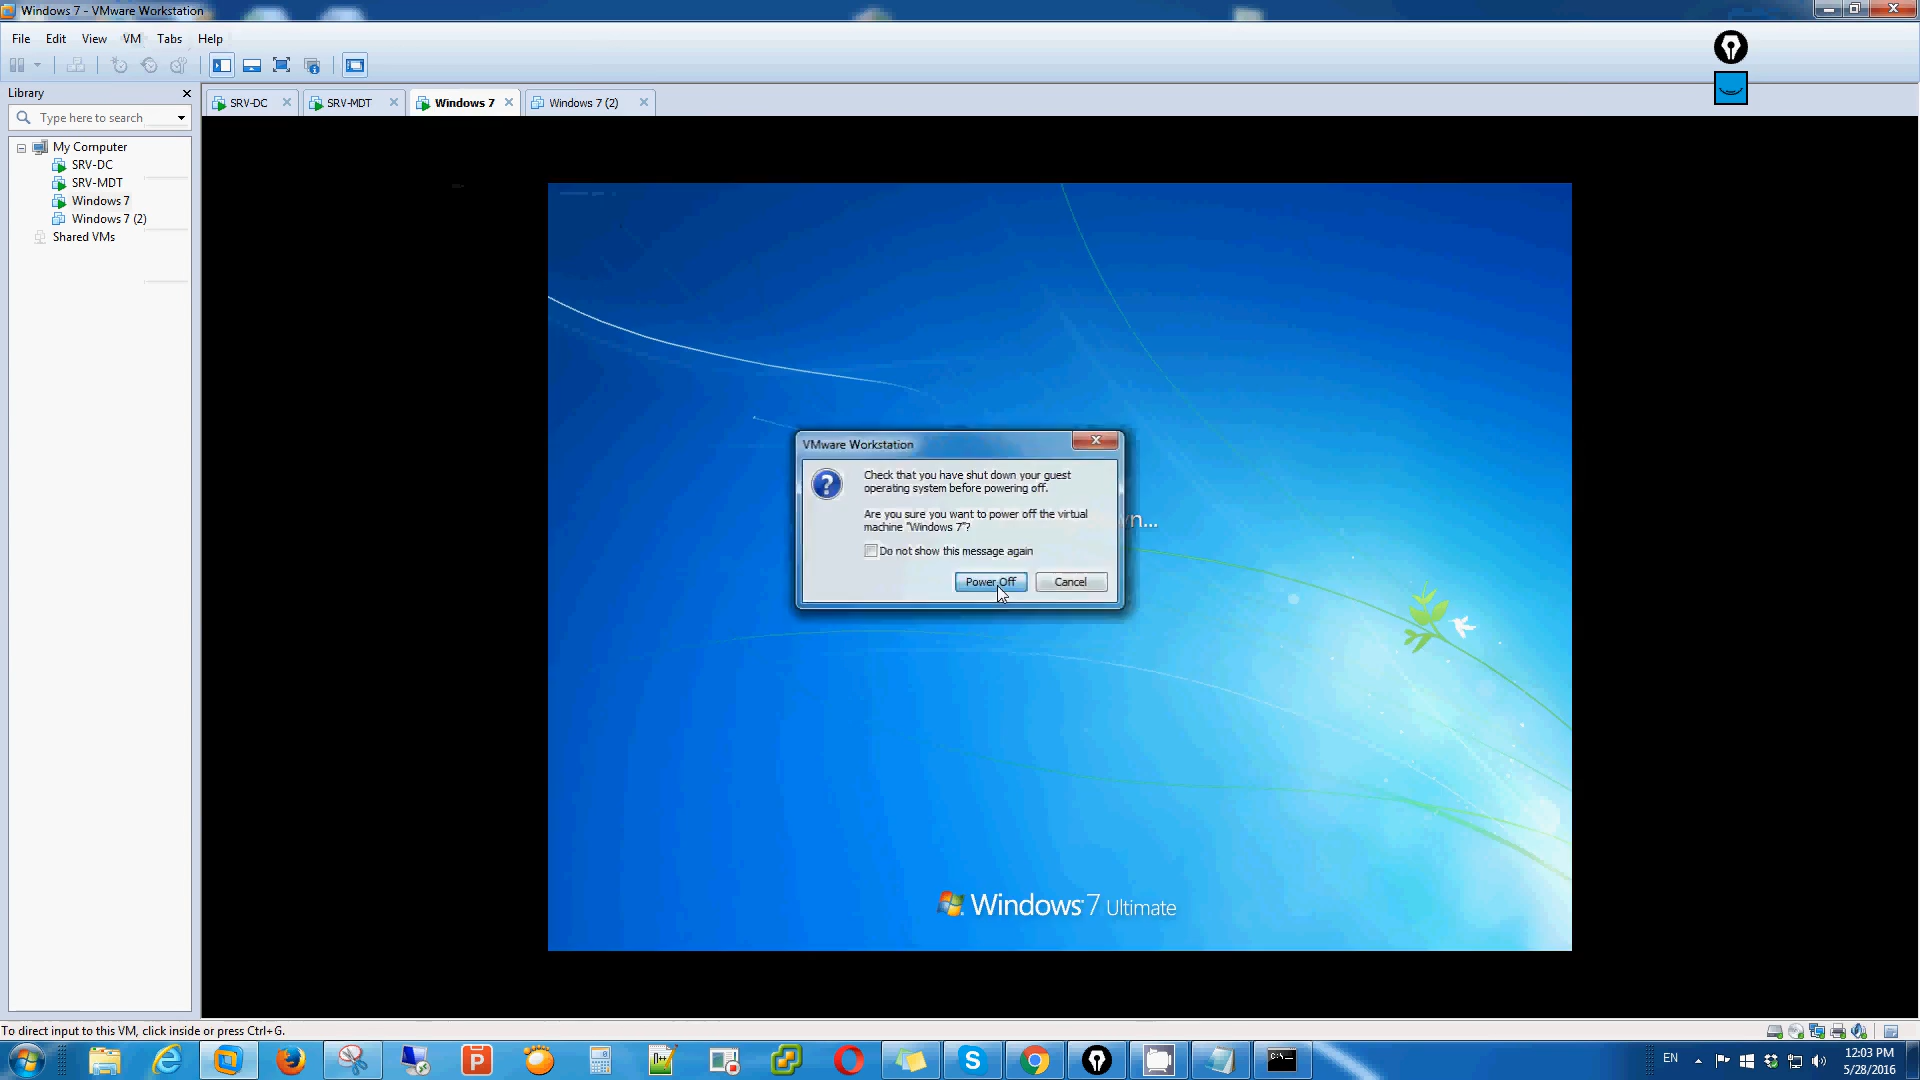 Windows 7 - VMware Workstation
File Edit View VM Tabs Help
Library
Type here to search
My Computer
SRV-DC
SRV-MDT
Windows 7
Windows 7 (2)
Shared VMs
SRV-DC SRV-MDT Windows 7 Windows 7 (2)
VMware Workstation
Check that you have shut down your guest
operating system before powering off.
Are you sure you want to power off the virtual
machine "Windows 7"?
Do not show this message again
Power Off Cancel
n...
Windows 7 Ultimate
To direct input to this VM, click inside or press Ctrl+G.
EN
12:03 PM
5/28/2016